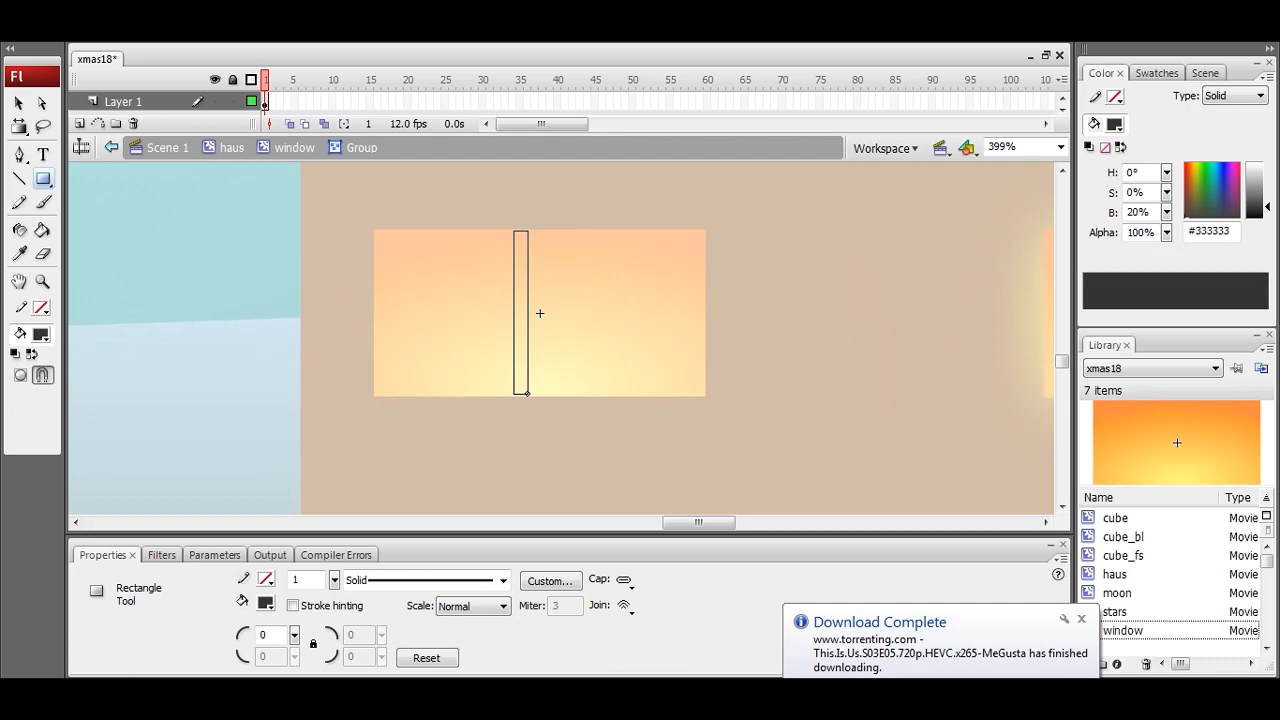 xmas18*
Fl
1 5 10 15 20 25 30 35 40 45 50 55 60 65 70 75 80 85 90 95 100 10
Layer 1
1 12.0 fps 0.0s
Scene 1 haus window Group
Workspace 399%
T
Color Swatches Scene
Type: Solid
H: 0°
S: 0%
B: 20%
Alpha: 100% #333333
Library
xmas18
7 items
Name Type
cube Movie
cube_bl Movie
cube_fs Movie
haus Movie
moon Movie
stars Movie
window Movie
Properties Filters Parameters Output Compiler Errors
Rectangle
Tool
1 Solid Custom... Cap:
Stroke hinting Scale: Normal Miter: 3 Join:
0 0
0 0 Reset
Download Complete
www.torrenting.com -
This.Is.Us.S03E05.720p.HEVC.x265-MeGusta has finished
downloading.